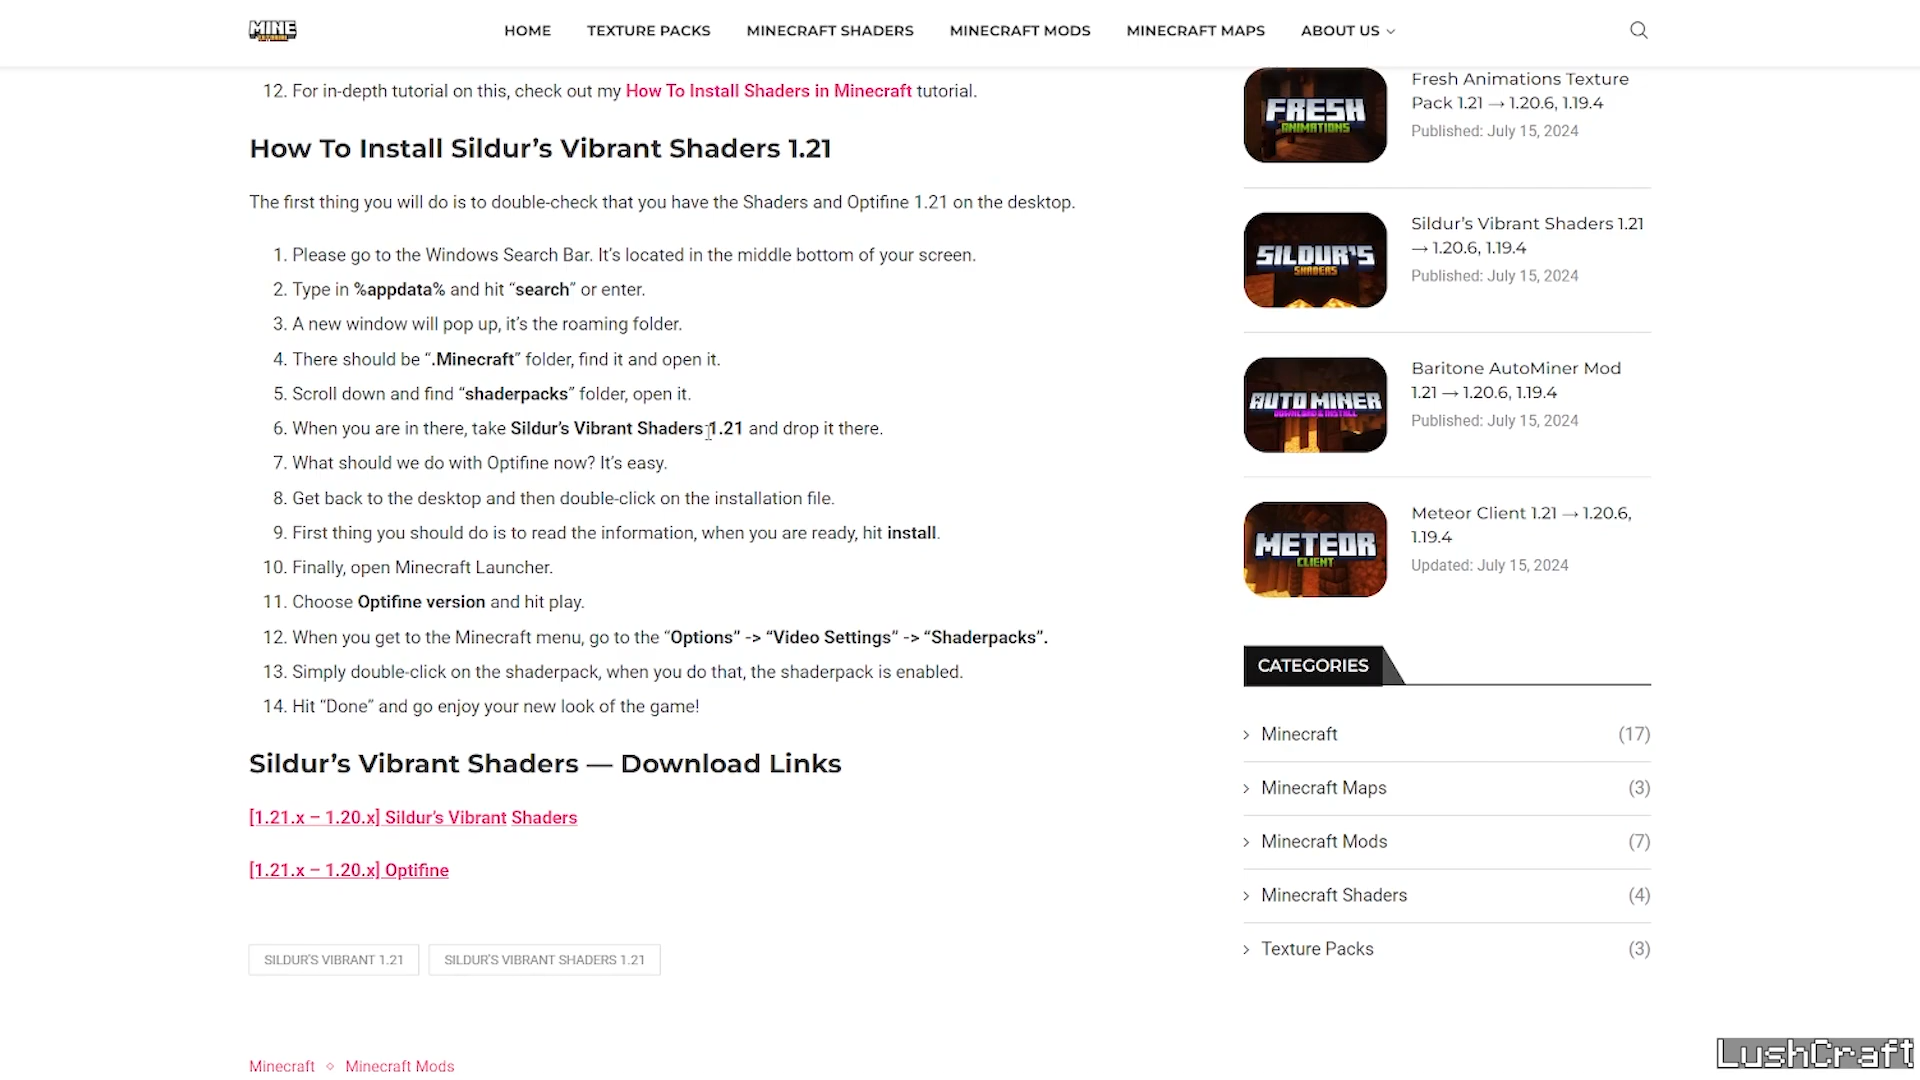 MINE
TUTORIAL
HOME
TEXTURE PACKS
MINECRAFT SHADERS
MINECRAFT MODS
MINECRAFT MAPS
ABOUT US
12. For in-depth tutorial on this, check out my How To Install Shaders in Minecraft tutorial.
How To Install Sildur’s Vibrant Shaders 1.21
The first thing you will do is to double-check that you have the Shaders and Optifine 1.21 on the desktop.
1. Please go to the Windows Search Bar. It’s located in the middle bottom of your screen.
2. Type in %appdata% and hit “search” or enter.
3. A new window will pop up, it’s the roaming folder.
4. There should be “.Minecraft” folder, find it and open it.
5. Scroll down and find “shaderpacks” folder, open it.
6. When you are in there, take Sildur’s Vibrant Shaders 1.21 and drop it there.
7. What should we do with Optifine now? It’s easy.
8. Get back to the desktop and then double-click on the installation file.
9. First thing you should do is to read the information, when you are ready, hit install.
10. Finally, open Minecraft Launcher.
11. Choose Optifine version and hit play.
12. When you get to the Minecraft menu, go to the “Options” -> “Video Settings” -> “Shaderpacks”.
13. Simply double-click on the shaderpack, when you do that, the shaderpack is enabled.
14. Hit “Done” and go enjoy your new look of the game!
Sildur’s Vibrant Shaders — Download Links
[1.21.x – 1.20.x] Sildur’s Vibrant Shaders
[1.21.x – 1.20.x] Optifine
SILDUR'S VIBRANT 1.21
SILDUR'S VIBRANT SHADERS 1.21
Minecraft ◇ Minecraft Mods
FRESH
ANIMATIONS
Fresh Animations Texture
Pack 1.21 → 1.20.6, 1.19.4
Published: July 15, 2024
SILDUR'S
SHADERS
Sildur’s Vibrant Shaders 1.21
→ 1.20.6, 1.19.4
Published: July 15, 2024
AUTO MINER
DOWNLOAD & INSTALL
Baritone AutoMiner Mod
1.21 → 1.20.6, 1.19.4
Published: July 15, 2024
METEOR
CLIENT
Meteor Client 1.21 → 1.20.6,
1.19.4
Updated: July 15, 2024
CATEGORIES
Minecraft (17)
Minecraft Maps (3)
Minecraft Mods (7)
Minecraft Shaders (4)
Texture Packs (3)
LushCraft